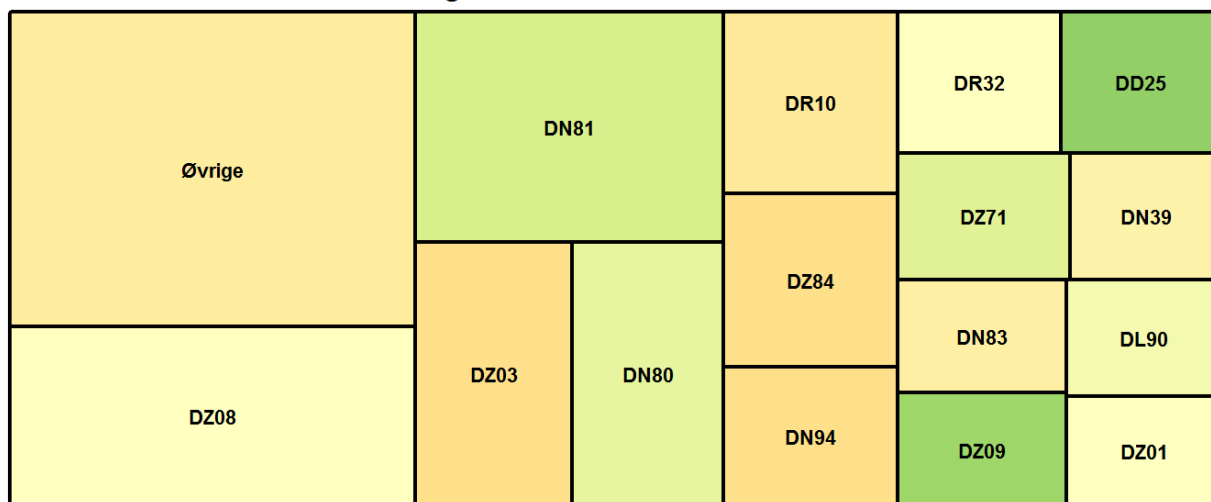 Øvrige
DN81
DR10
DR32
DD25
DZ71
DN39
DZ84
DN83
DL90
DZ08
DZ03
DN80
DN94
DZ09
DZ01